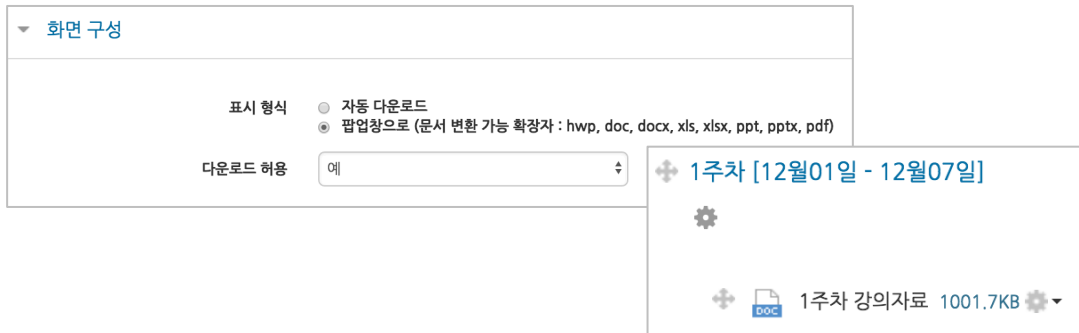 화면 구성
표시 형식
자동 다운로드
팝업창으로 (문서 변환 가능 확장자 : hwp, doc, docx, xls, xlsx, ppt, pptx, pdf)
다운로드 허용
예
1주차 [12월01일 - 12월07일]
DOC 1주차 강의자료 1001.7KB